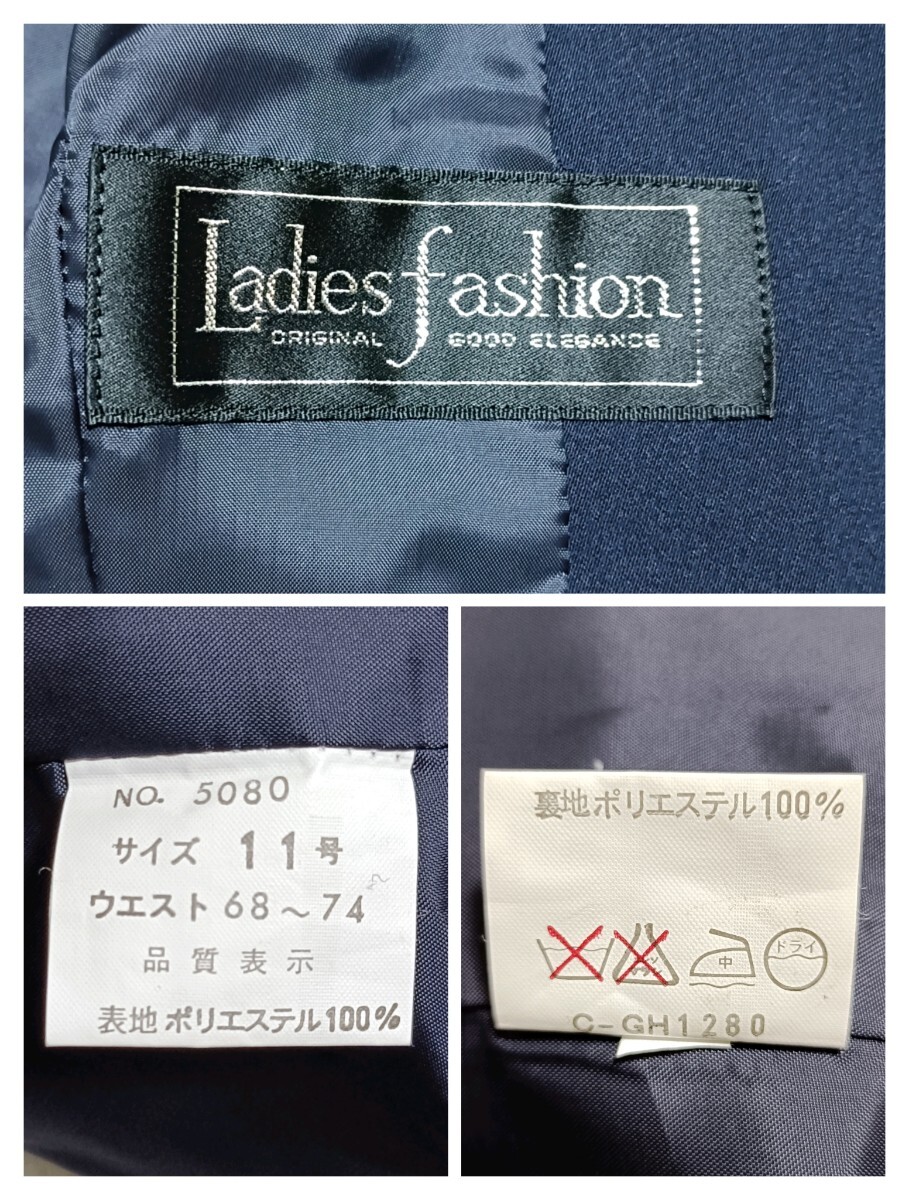 Ladies fashion
ORIGINAL GOOD ELEGANCE
NO. 5080
サイズ 11号
ウエスト 68～74
品質表示
表地 ポリエステル100%
裏地ポリエステル100%
中 ドライ
C-GH1280